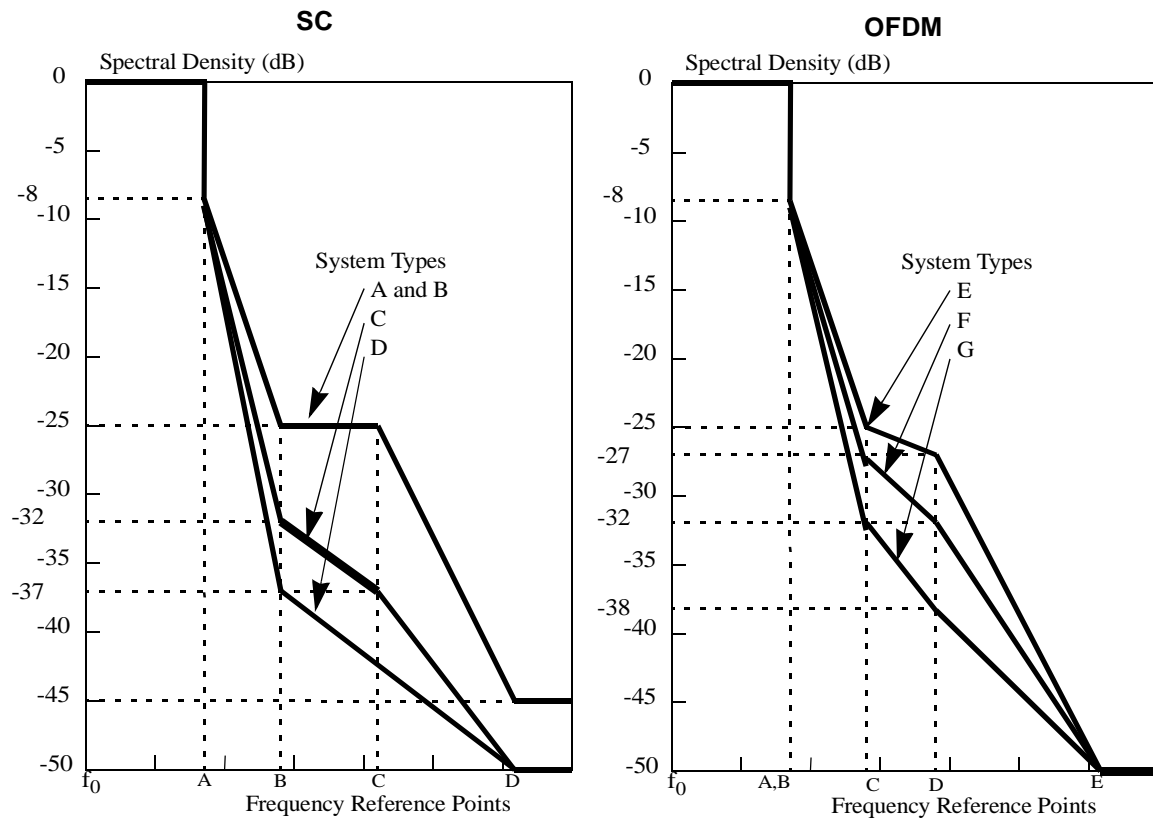 SC
Spectral Density (dB)
0
-5
-8
-10
-15
-20
-25
-30
-32
-35
-37
-40
-45
-50
System Types
A and B
C
D
f0
A
B
C
D
Frequency Reference Points
OFDM
Spectral Density (dB)
0
-5
-8
-10
-15
-20
-25
-27
-30
-32
-35
-38
-40
-45
-50
System Types
E
F
G
f0
A,B
C
D
E
Frequency Reference Points